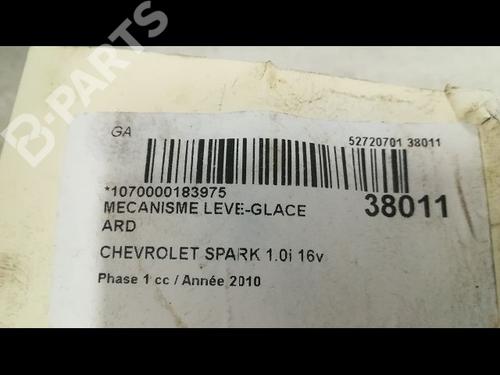 B-PARTS
GA
52720701 38011
*1070000183975
MECANISME LEVE-GLACE
38011
ARD
CHEVROLET SPARK 1.0i 16v
Phase 1 cc / Année 2010